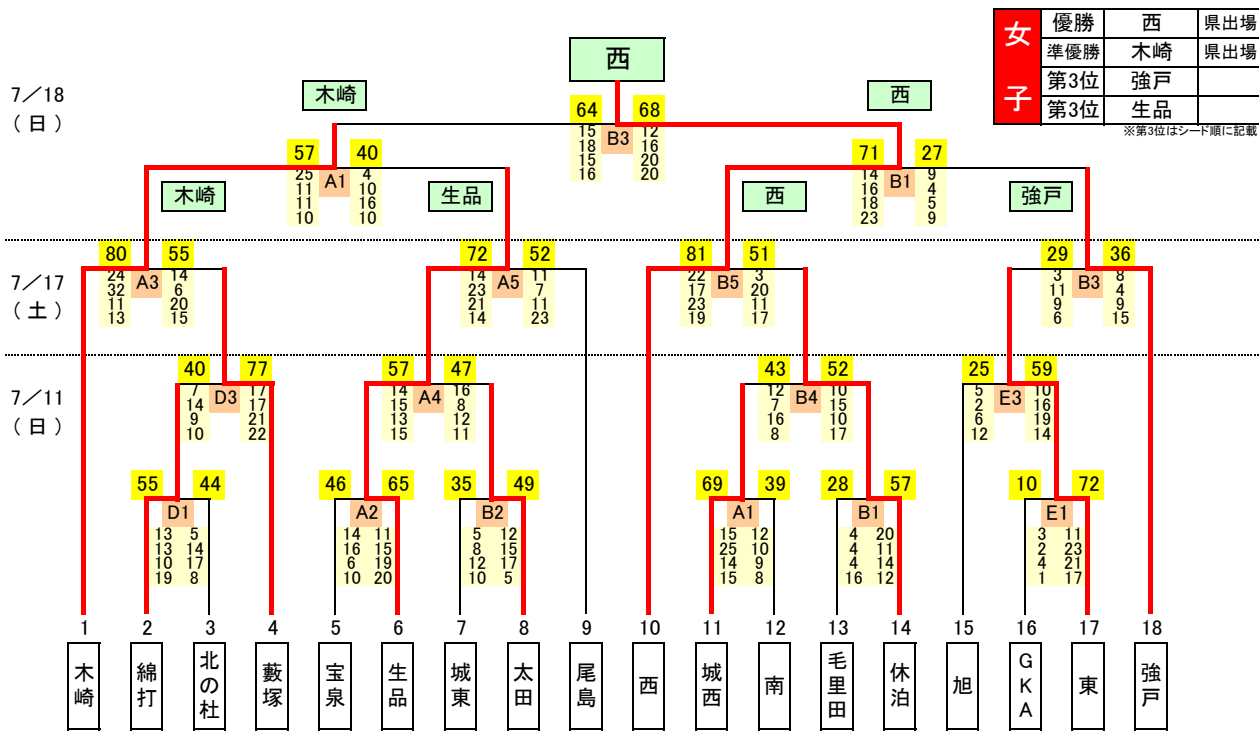 女子
優勝 西 県出場
準優勝 木崎 県出場
第3位 強戸
第3位 生品
※第3位はシード順に記載
西
7／18
（日）
木崎
西
64 68
B3
15 12
18 16
15 20
16 20
57 40
A1
25 4
11 10
11 16
10 10
71 27
B1
14 9
16 4
18 5
23 9
木崎
生品
西
強戸
7／17
（土）
80 55
A3
24 14
32 6
11 20
13 15
72 52
A5
14 11
23 7
21 11
14 23
81 51
B5
22 3
17 20
23 11
19 17
29 36
B3
3 8
11 4
9 9
6 15
7／11
（日）
40 77
D3
7 17
14 17
9 21
10 22
57 47
A4
14 16
15 8
13 12
15 11
43 52
B4
12 10
7 15
16 10
8 17
25 59
E3
5 10
2 16
6 19
12 14
55 44
D1
13 5
13 14
10 17
19 8
46 65
A2
14 11
16 15
6 19
10 20
35 49
B2
5 12
8 15
12 17
10 5
69 39
A1
15 12
25 10
14 9
15 8
28 57
B1
4 20
4 11
4 14
16 12
10 72
E1
3 11
2 23
4 21
1 17
1 2 3 4 5 6 7 8 9 10 11 12 13 14 15 16 17 18
木崎
綿打
北の杜
藪塚
宝泉
生品
城東
太田
尾島
西
城西
南
毛里田
休泊
旭
GKA
東
強戸